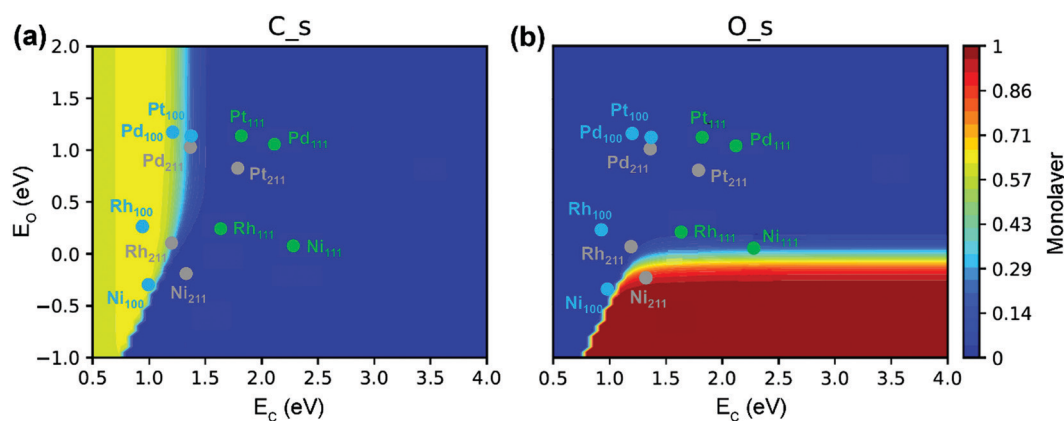 (a)
C_s
2.0
1.5
1.0
0.5
0.0
−0.5
−1.0
E_O (eV)
Pt100
Pd100
Pd211
Pt111
Pd111
Pt211
Rh100
Rh211
Rh111
Ni111
Ni100
Ni211
0.5 1.0 1.5 2.0 2.5 3.0 3.5 4.0
E_C (eV)
(b)
O_s
Pt100
Pd100
Pd211
Pt111
Pd111
Pt211
Rh100
Rh211
Rh111
Ni111
Ni100
Ni211
0.5 1.0 1.5 2.0 2.5 3.0 3.5 4.0
E_C (eV)
1
0.86
0.71
0.57
0.43
0.29
0.14
0
Monolayer